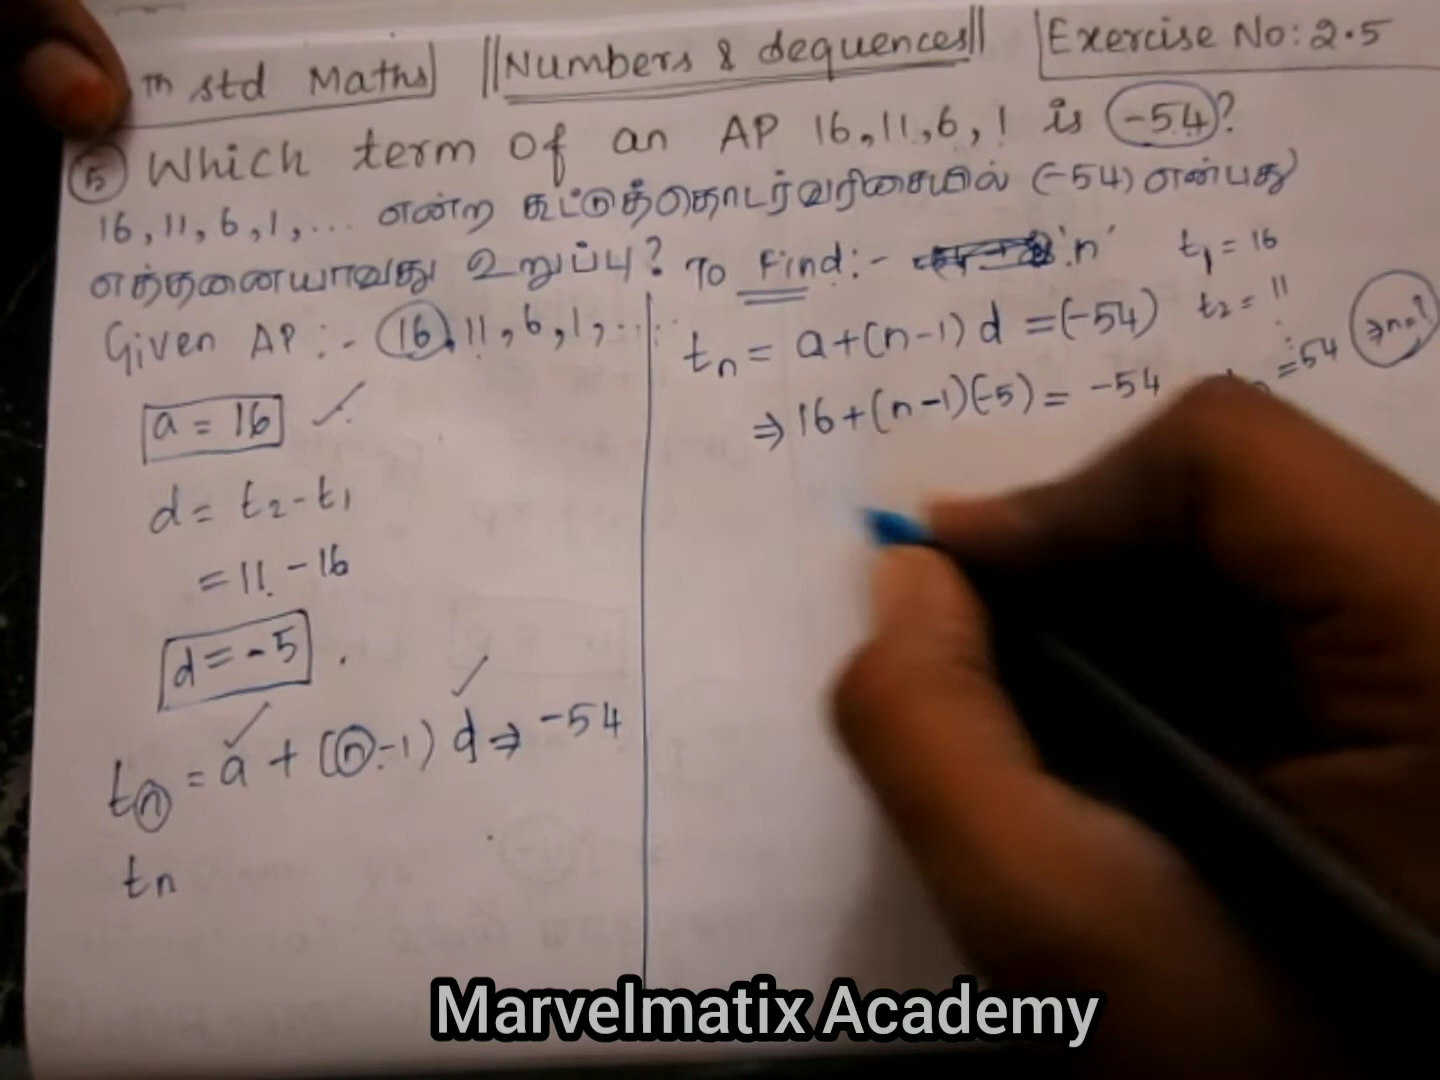 th std Maths || Numbers & Sequences || Exercise No: 2.5
5 Which term of an AP 16, 11, 6, 1 is -54?
16, 11, 6, 1, ... என்ற கூட்டுத்தொடர்வரிசையில் (-54) என்பது
எத்தனையாவது உறுப்பு?
To Find:- 'n'
t1 = 16
t2 = 11
= -54 ⇒ n=?
Given AP :- 16, 11, 6, 1, ....
a = 16 ✓
d = t2 - t1
= 11 - 16
d = -5
tn = a + (n-1) d ⇒ -54
tn
tn = a+(n-1) d = (-54)
⇒ 16+(n-1)(-5) = -54
Marvelmatix Academy